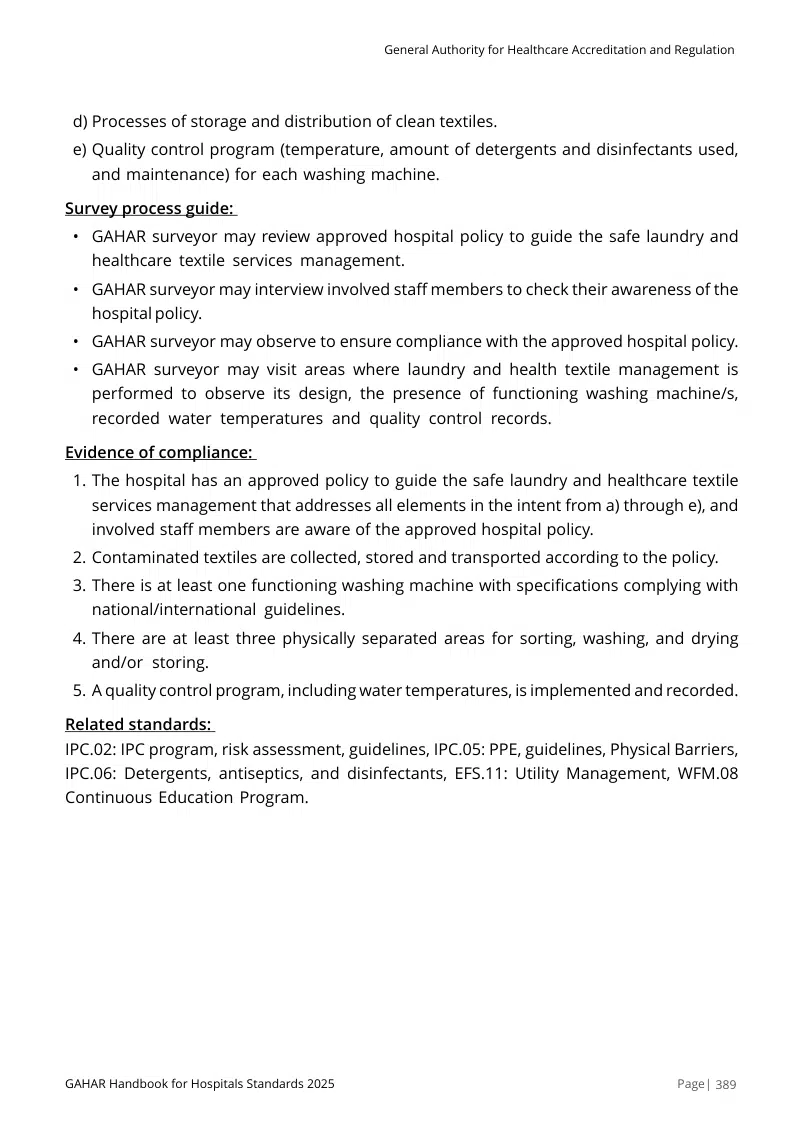 General Authority for Healthcare Accreditation and Regulation
d) Processes of storage and distribution of clean textiles.
e) Quality control program (temperature, amount of detergents and disinfectants used,
and maintenance) for each washing machine.
Survey process guide:
• GAHAR surveyor may review approved hospital policy to guide the safe laundry and
healthcare textile services management.
• GAHAR surveyor may interview involved staff members to check their awareness of the
hospital policy.
• GAHAR surveyor may observe to ensure compliance with the approved hospital policy.
• GAHAR surveyor may visit areas where laundry and health textile management is
performed to observe its design, the presence of functioning washing machine/s,
recorded water temperatures and quality control records.
Evidence of compliance:
1. The hospital has an approved policy to guide the safe laundry and healthcare textile
services management that addresses all elements in the intent from a) through e), and
involved staff members are aware of the approved hospital policy.
2. Contaminated textiles are collected, stored and transported according to the policy.
3. There is at least one functioning washing machine with specifications complying with
national/international guidelines.
4. There are at least three physically separated areas for sorting, washing, and drying
and/or storing.
5. A quality control program, including water temperatures, is implemented and recorded.
Related standards:
IPC.02: IPC program, risk assessment, guidelines, IPC.05: PPE, guidelines, Physical Barriers,
IPC.06: Detergents, antiseptics, and disinfectants, EFS.11: Utility Management, WFM.08
Continuous Education Program.
GAHAR Handbook for Hospitals Standards 2025
Page| 389